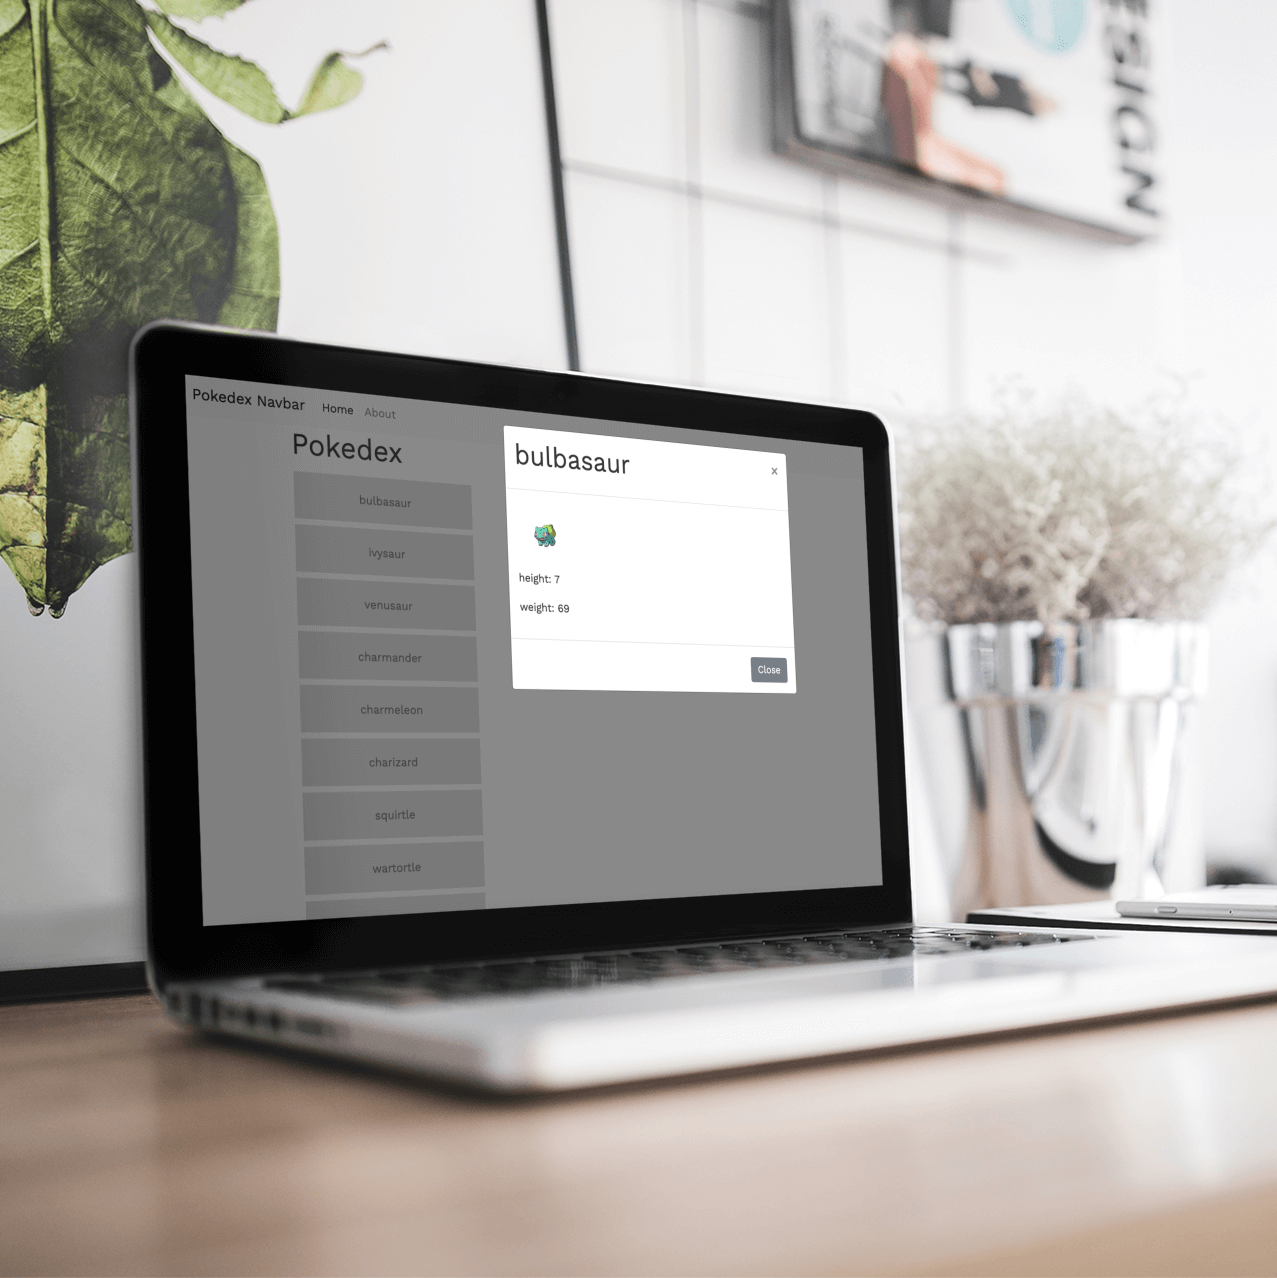 ESIGN
Pokedex Navbar Home About
Pokedex
bulbasaur
ivysaur
venusaur
charmander
charmeleon
charizard
squirtle
wartortle
bulbasaur
×
height: 7
weight: 69
Close